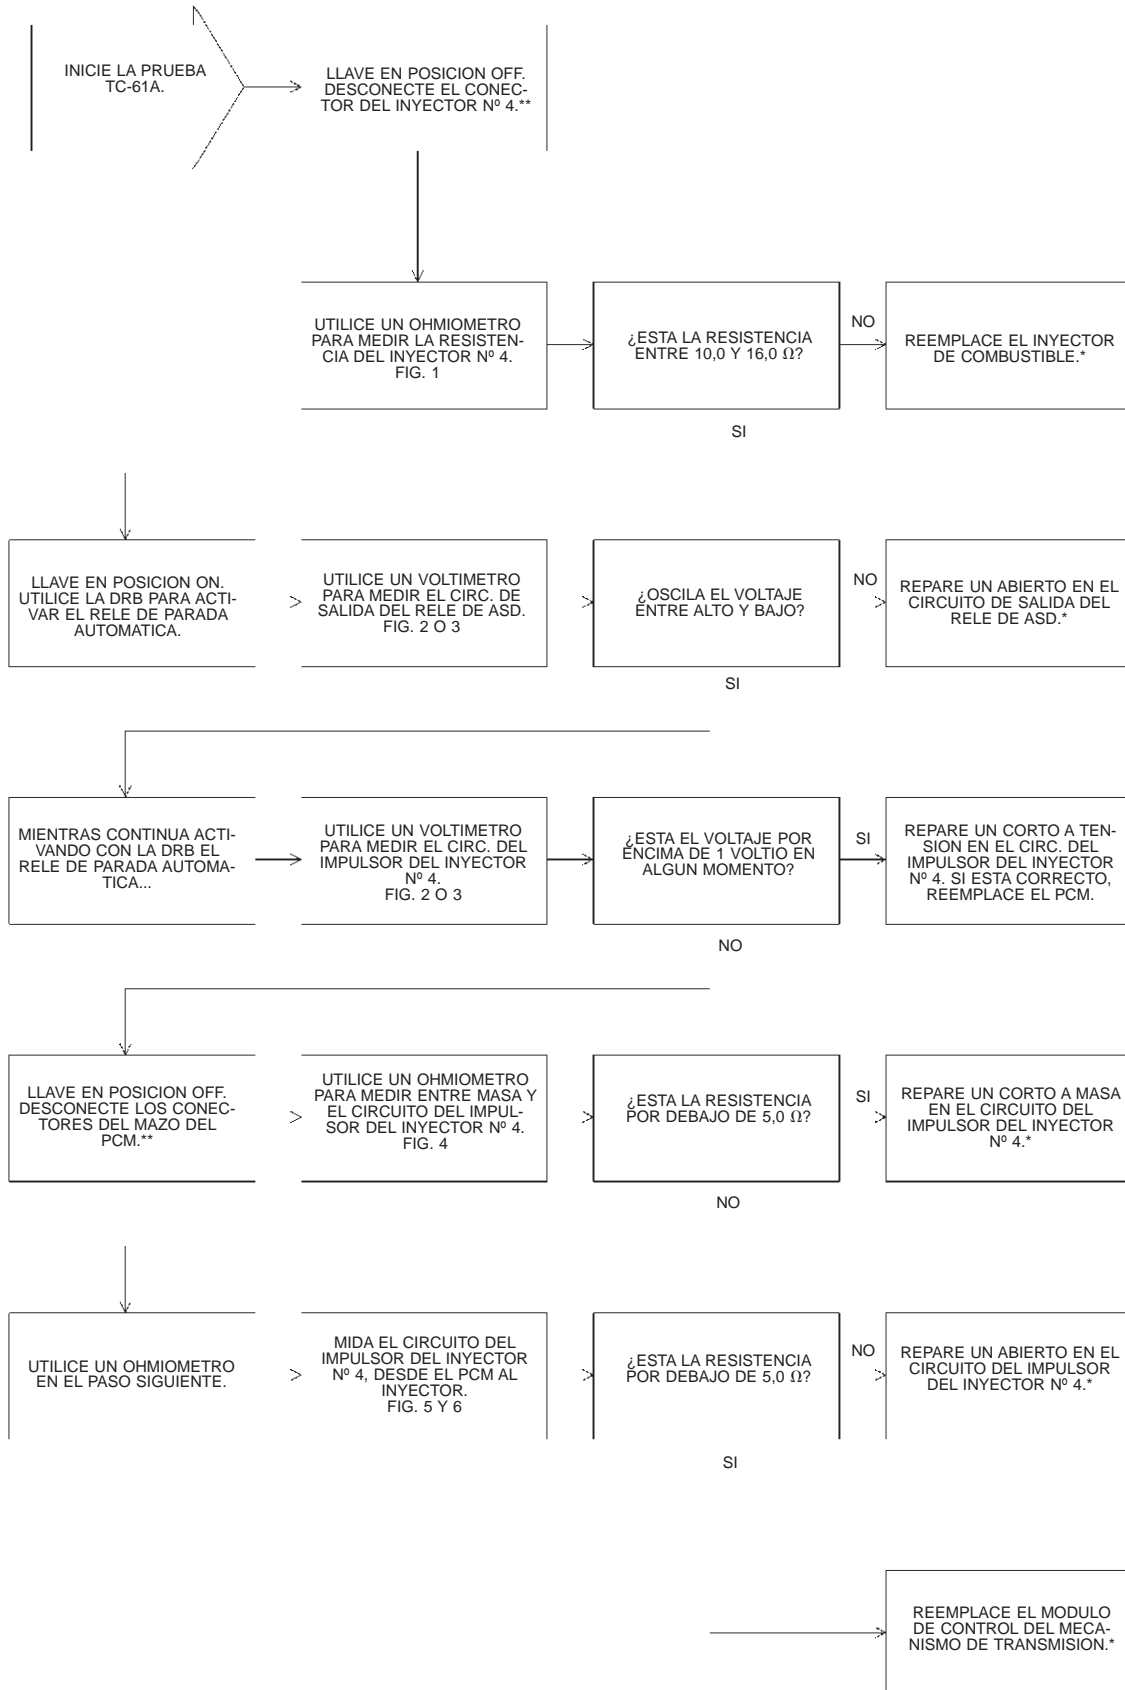 INICIE LA PRUEBA
TC-61A.
LLAVE EN POSICION OFF.
DESCONECTE EL CONEC-
TOR DEL INYECTOR Nº 4.**
UTILICE UN OHMIOMETRO
PARA MEDIR LA RESISTEN-
CIA DEL INYECTOR Nº 4.
FIG. 1
¿ESTA LA RESISTENCIA
ENTRE 10,0 Y 16,0 Ω?
NO
REEMPLACE EL INYECTOR
DE COMBUSTIBLE.*
SI
LLAVE EN POSICION ON.
UTILICE LA DRB PARA ACTI-
VAR EL RELE DE PARADA
AUTOMATICA.
UTILICE UN VOLTIMETRO
PARA MEDIR EL CIRC. DE
SALIDA DEL RELE DE ASD.
FIG. 2 O 3
¿OSCILA EL VOLTAJE
ENTRE ALTO Y BAJO?
NO
REPARE UN ABIERTO EN EL
CIRCUITO DE SALIDA DEL
RELE DE ASD.*
SI
MIENTRAS CONTINUA ACTI-
VANDO CON LA DRB EL
RELE DE PARADA AUTOMA-
TICA...
UTILICE UN VOLTIMETRO
PARA MEDIR EL CIRC. DEL
IMPULSOR DEL INYECTOR
Nº 4.
FIG. 2 O 3
¿ESTA EL VOLTAJE POR
ENCIMA DE 1 VOLTIO EN
ALGUN MOMENTO?
SI
REPARE UN CORTO A TEN-
SION EN EL CIRC. DEL
IMPULSOR DEL INYECTOR
Nº 4. SI ESTA CORRECTO,
REEMPLACE EL PCM.
NO
LLAVE EN POSICION OFF.
DESCONECTE LOS CONEC-
TORES DEL MAZO DEL
PCM.**
UTILICE UN OHMIOMETRO
PARA MEDIR ENTRE MASA Y
EL CIRCUITO DEL IMPUL-
SOR DEL INYECTOR Nº 4.
FIG. 4
¿ESTA LA RESISTENCIA
POR DEBAJO DE 5,0 Ω?
SI
REPARE UN CORTO A MASA
EN EL CIRCUITO DEL
IMPULSOR DEL INYECTOR
Nº 4.*
NO
UTILICE UN OHMIOMETRO
EN EL PASO SIGUIENTE.
MIDA EL CIRCUITO DEL
IMPULSOR DEL INYECTOR
Nº 4, DESDE EL PCM AL
INYECTOR.
FIG. 5 Y 6
¿ESTA LA RESISTENCIA
POR DEBAJO DE 5,0 Ω?
NO
REPARE UN ABIERTO EN EL
CIRCUITO DEL IMPULSOR
DEL INYECTOR Nº 4.*
SI
REEMPLACE EL MODULO
DE CONTROL DEL MECA-
NISMO DE TRANSMISION.*